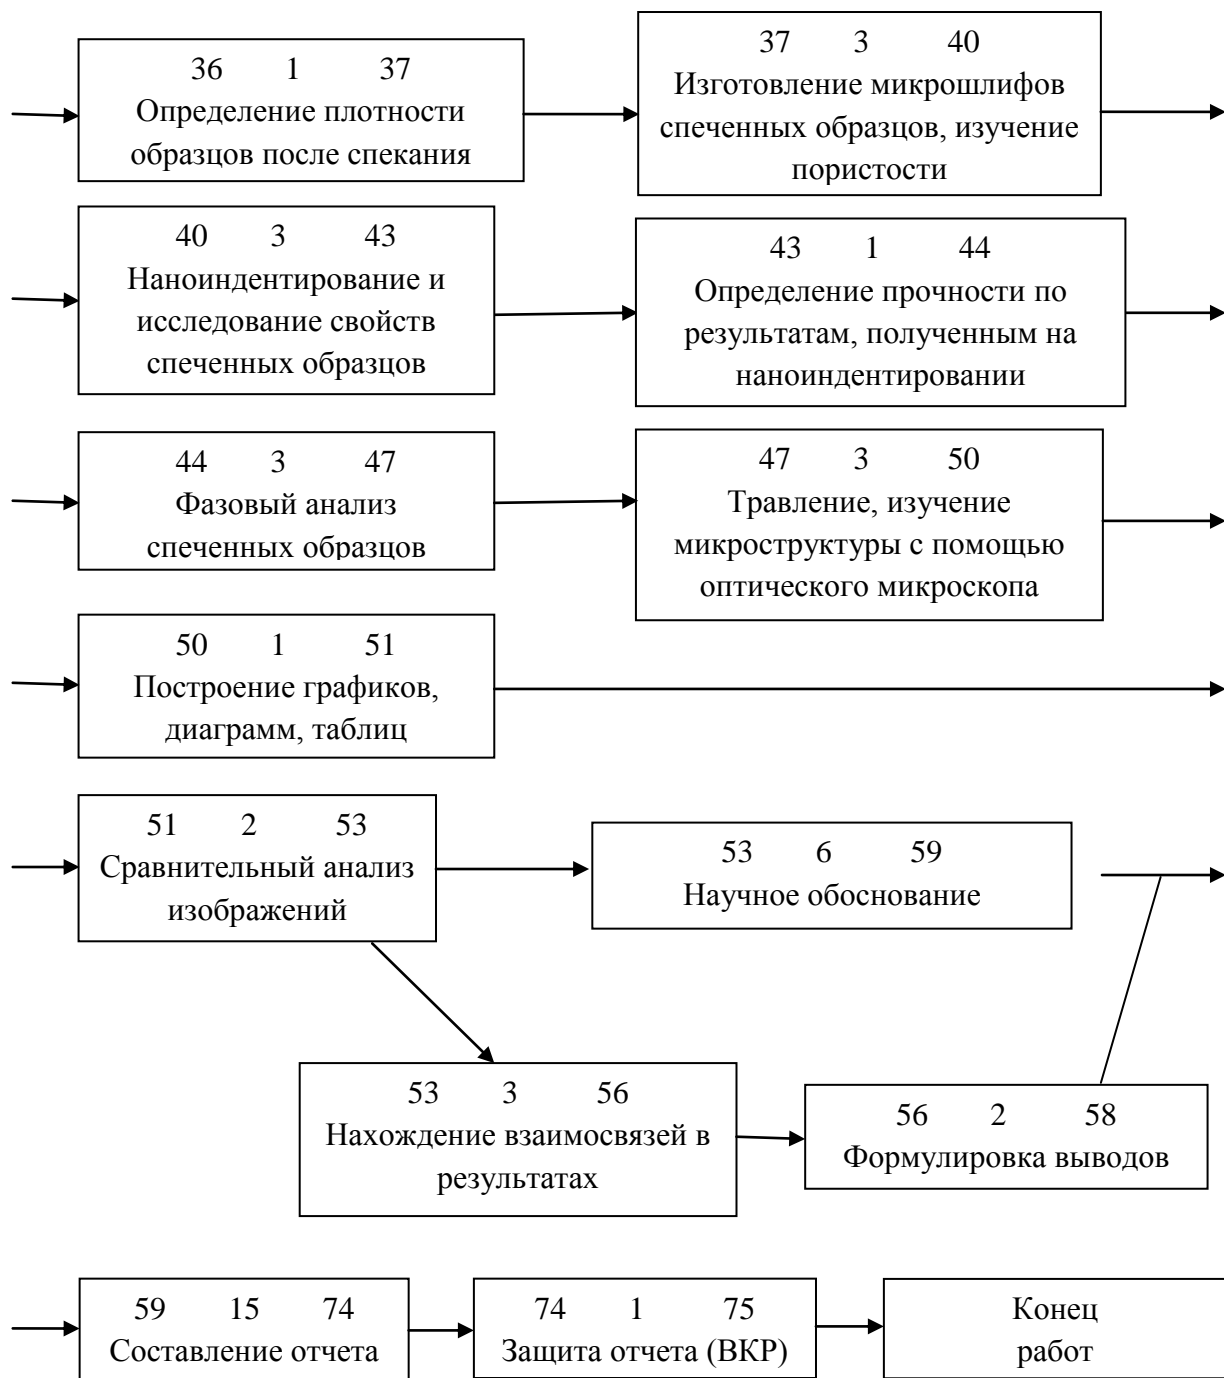 36 1 37
Определение плотности
образцов после спекания
37 3 40
Изготовление микрошлифов
спеченных образцов, изучение
пористости
40 3 43
Наноиндентирование и
исследование свойств
спеченных образцов
43 1 44
Определение прочности по
результатам, полученным на
наноиндентировании
44 3 47
Фазовый анализ
спеченных образцов
47 3 50
Травление, изучение
микроструктуры с помощью
оптического микроскопа
50 1 51
Построение графиков,
диаграмм, таблиц
51 2 53
Сравнительный анализ
изображений
53 6 59
Научное обоснование
53 3 56
Нахождение взаимосвязей в
результатах
56 2 58
Формулировка выводов
59 15 74
Составление отчета
74 1 75
Защита отчета (ВКР)
Конец
работ